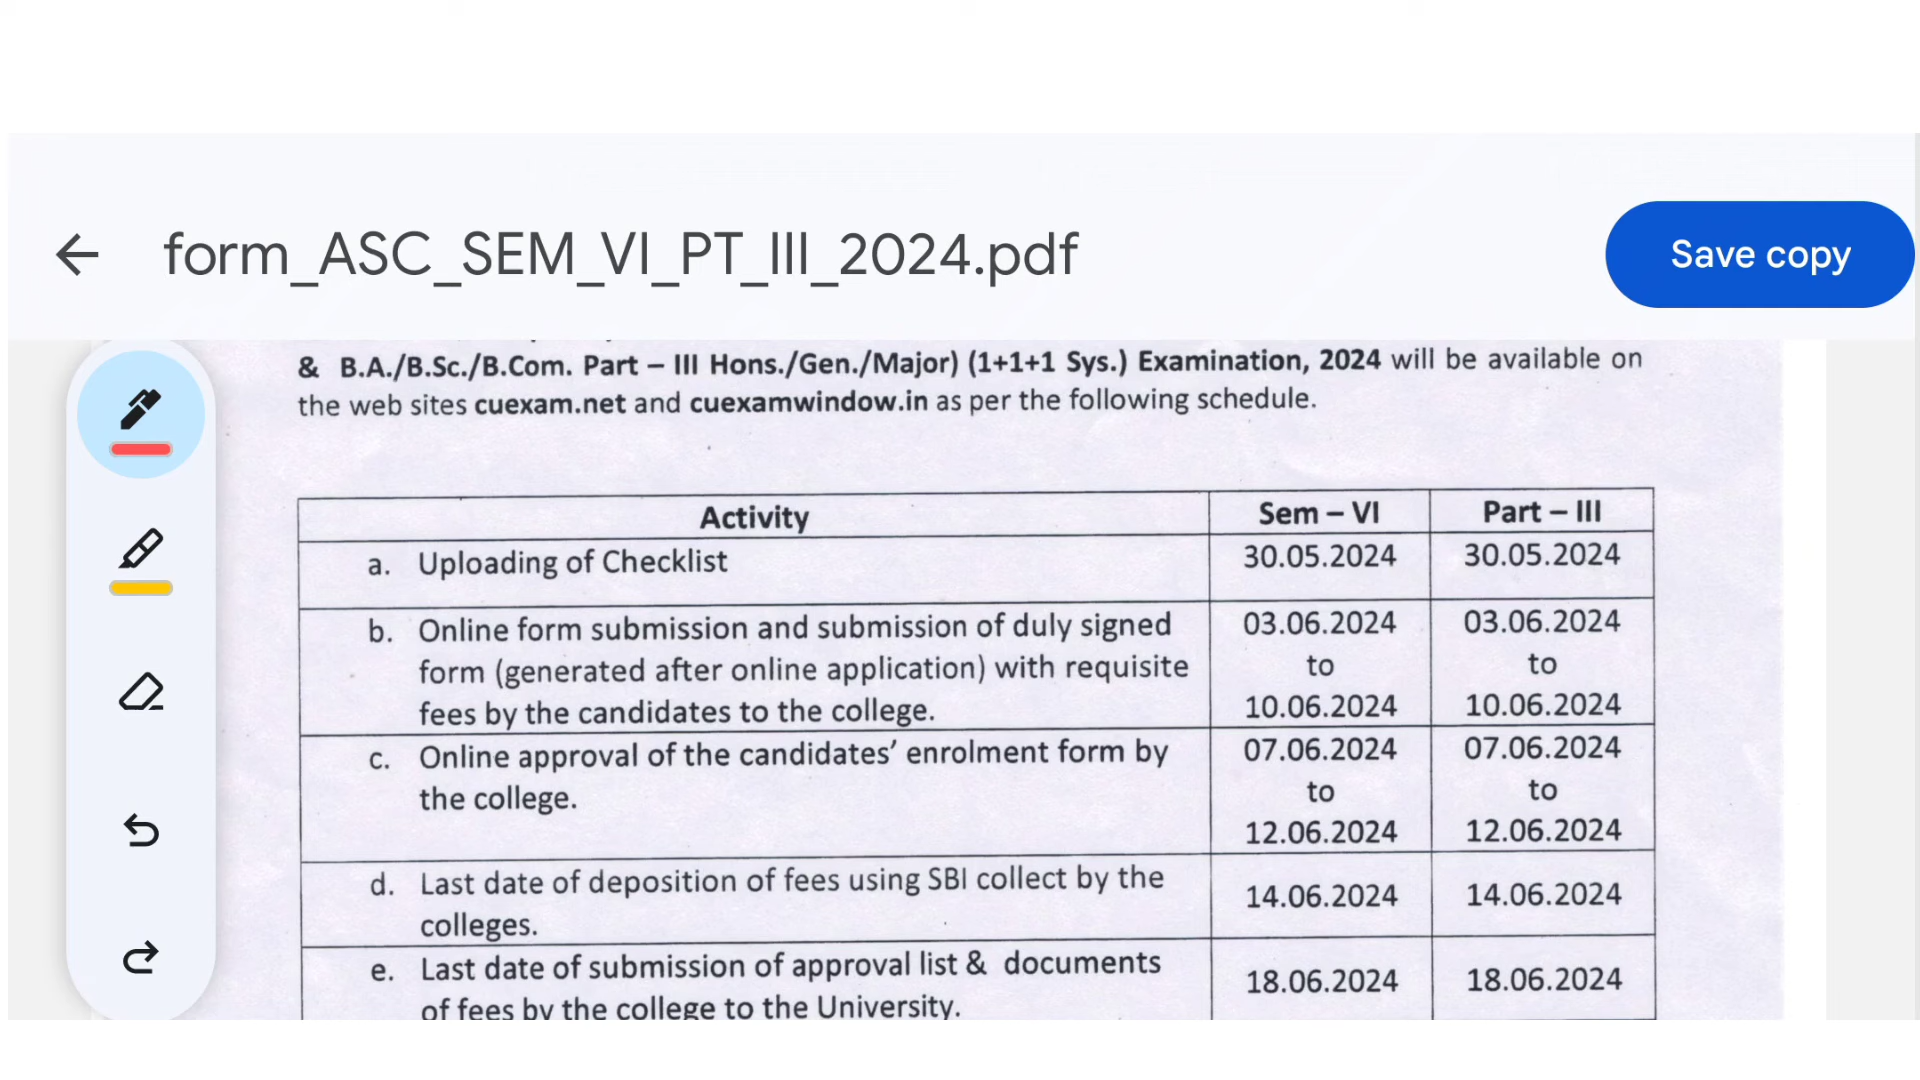 form_ASC_SEM_VI_PT_III_2024.pdf
Save copy
& B.A./B.Sc./B.Com. Part – III Hons./Gen./Major) (1+1+1 Sys.) Examination, 2024 will be available on
the web sites cuexam.net and cuexamwindow.in as per the following schedule.
Activity Sem – VI Part – III
a. Uploading of Checklist 30.05.2024 30.05.2024
b. Online form submission and submission of duly signed 03.06.2024 03.06.2024
form (generated after online application) with requisite to to
fees by the candidates to the college. 10.06.2024 10.06.2024
c. Online approval of the candidates’ enrolment form by 07.06.2024 07.06.2024
the college. to to
12.06.2024 12.06.2024
d. Last date of deposition of fees using SBI collect by the 14.06.2024 14.06.2024
colleges.
e. Last date of submission of approval list & documents 18.06.2024 18.06.2024
of fees by the college to the University.